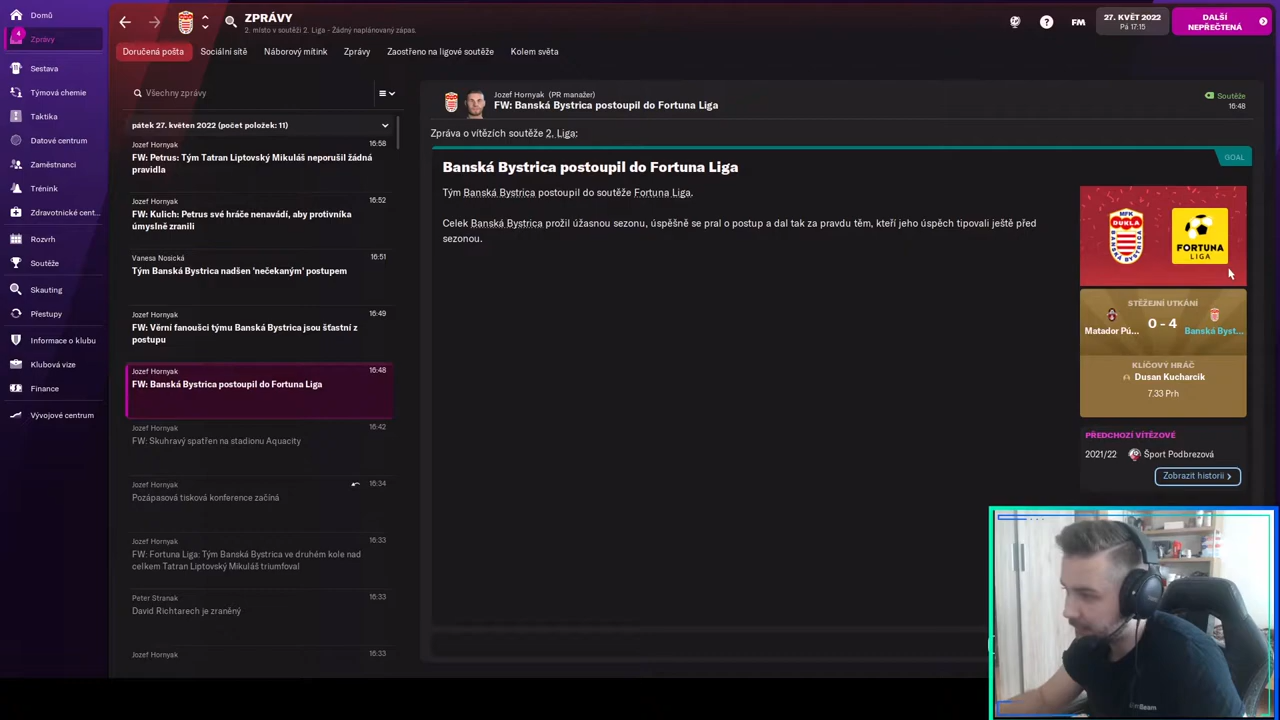 Domů
4
Zprávy
Sestava
Týmová chemie
Taktika
Datové centrum
Zaměstnanci
Trénink
Zdravotnické cent...
Rozvrh
Soutěže
Skauting
Přestupy
Informace o klubu
Klubová vize
Finance
Vývojové centrum
ZPRÁVY
2. místo v soutěži 2. Liga - Žádný naplánovaný zápas.
FM
27. KVĚT 2022
Pá 17:15
DALŠÍ
NEPŘEČTENÁ
Doručená pošta
Sociální sítě
Náborový mítink
Zprávy
Zaostřeno na ligové soutěže
Kolem světa
Všechny zprávy
pátek 27. květen 2022 (počet položek: 11)
Jozef Hornyak
16:58
FW: Petrus: Tým Tatran Liptovský Mikuláš neporušil žádná
pravidla
Jozef Hornyak
16:52
FW: Kulich: Petrus své hráče nenavádí, aby protivníka
úmyslně zranili
Vanesa Nosická
16:51
Tým Banská Bystrica nadšen 'nečekaným' postupem
Jozef Hornyak
16:49
FW: Věrní fanoušci týmu Banská Bystrica jsou šťastní z
postupu
Jozef Hornyak
16:48
FW: Banská Bystrica postoupil do Fortuna Liga
Jozef Hornyak
16:42
FW: Skuhravý spatřen na stadionu Aquacity
Jozef Hornyak
16:34
Pozápasová tisková konference začíná
Jozef Hornyak
16:33
FW: Fortuna Liga: Tým Banská Bystrica ve druhém kole nad
celkem Tatran Liptovský Mikuláš triumfoval
Peter Stranak
16:33
David Richtarech je zraněný
Jozef Hornyak
16:33
Jozef Hornyak (PR manažer)
FW: Banská Bystrica postoupil do Fortuna Liga
Soutěže
16:48
Zpráva o vítězích soutěže 2. Liga:
GOAL
Banská Bystrica postoupil do Fortuna Liga
Tým Banská Bystrica postoupil do soutěže Fortuna Liga.
Celek Banská Bystrica prožil úžasnou sezonu, úspěšně se pral o postup a dal tak za pravdu těm, kteří jeho úspěch tipovali ještě před
sezonou.
MFK
DUKLA
BANSKÁ BYSTRICA
FORTUNA
LIGA
STĚŽEJNÍ UTKÁNÍ
Matador Pú...
0 - 4
Banská Byst...
KLÍČOVÝ HRÁČ
Dusan Kucharcik
7.33 Prh
PŘEDCHOZÍ VÍTĚZOVÉ
2021/22
Šport Podbrezová
Zobrazit historii